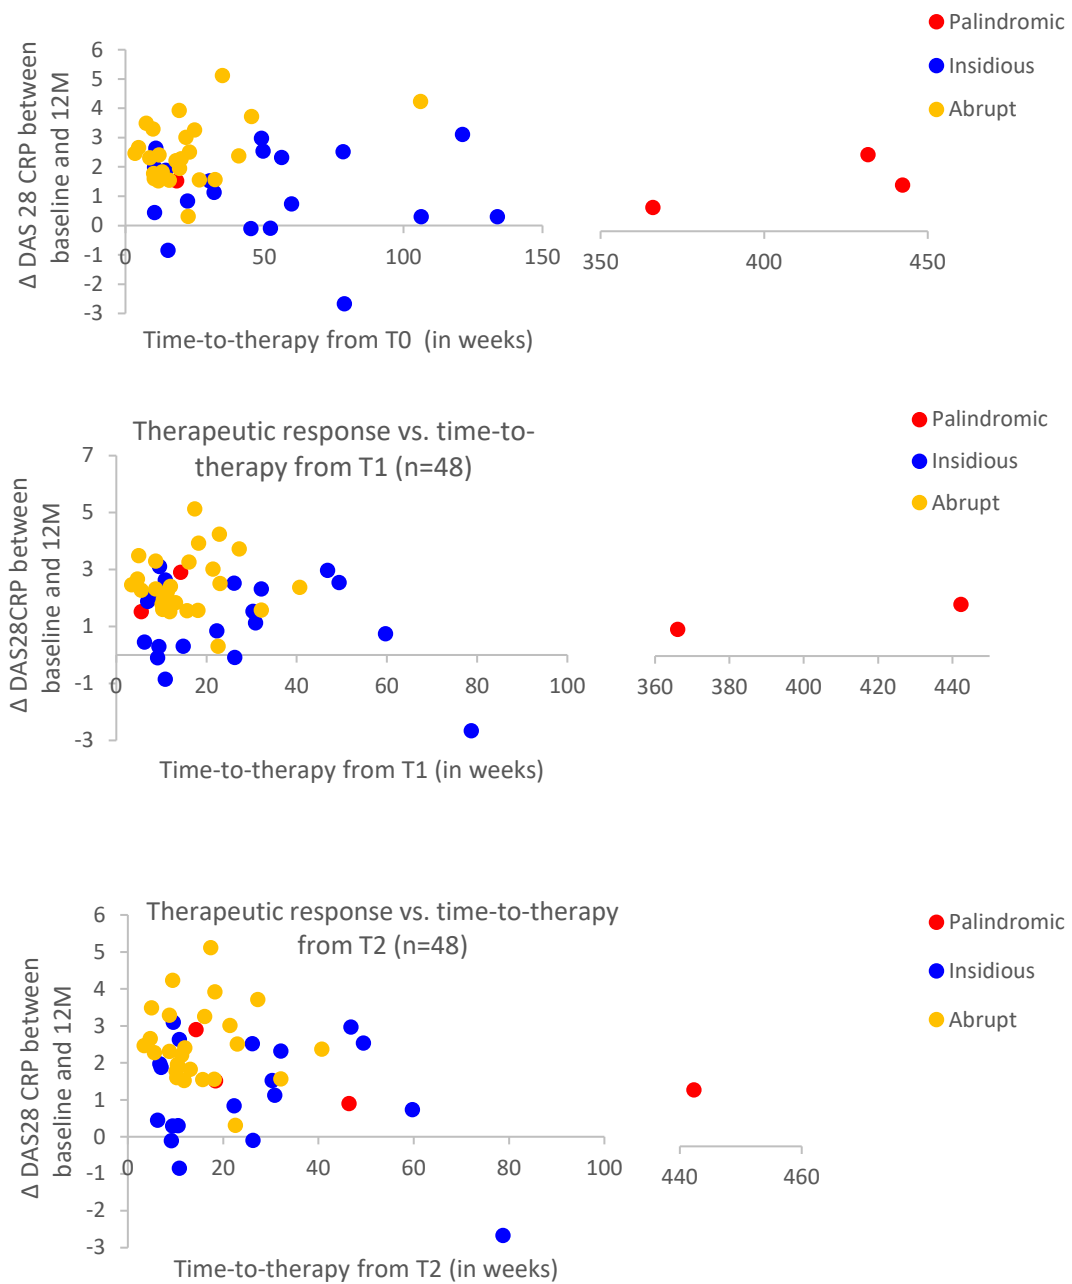 Palindromic
Insidious
Abrupt
Δ DAS 28 CRP between
baseline and 12M
6
5
4
3
2
1
0
-1
-2
-3
0
50
100
150
350
400
450
Time-to-therapy from T0 (in weeks)
Therapeutic response vs. time-to-
therapy from T1 (n=48)
Palindromic
Insidious
Abrupt
Δ DAS28CRP between
baseline and 12M
7
5
3
1
-1
-3
0
20
40
60
80
100
360
380
400
420
440
Time-to-therapy from T1 (in weeks)
Therapeutic response vs. time-to-therapy
from T2 (n=48)
Palindromic
Insidious
Abrupt
Δ DAS28 CRP between
baseline and 12M
6
5
4
3
2
1
0
-1
-2
-3
0
20
40
60
80
100
440
460
Time-to-therapy from T2 (in weeks)